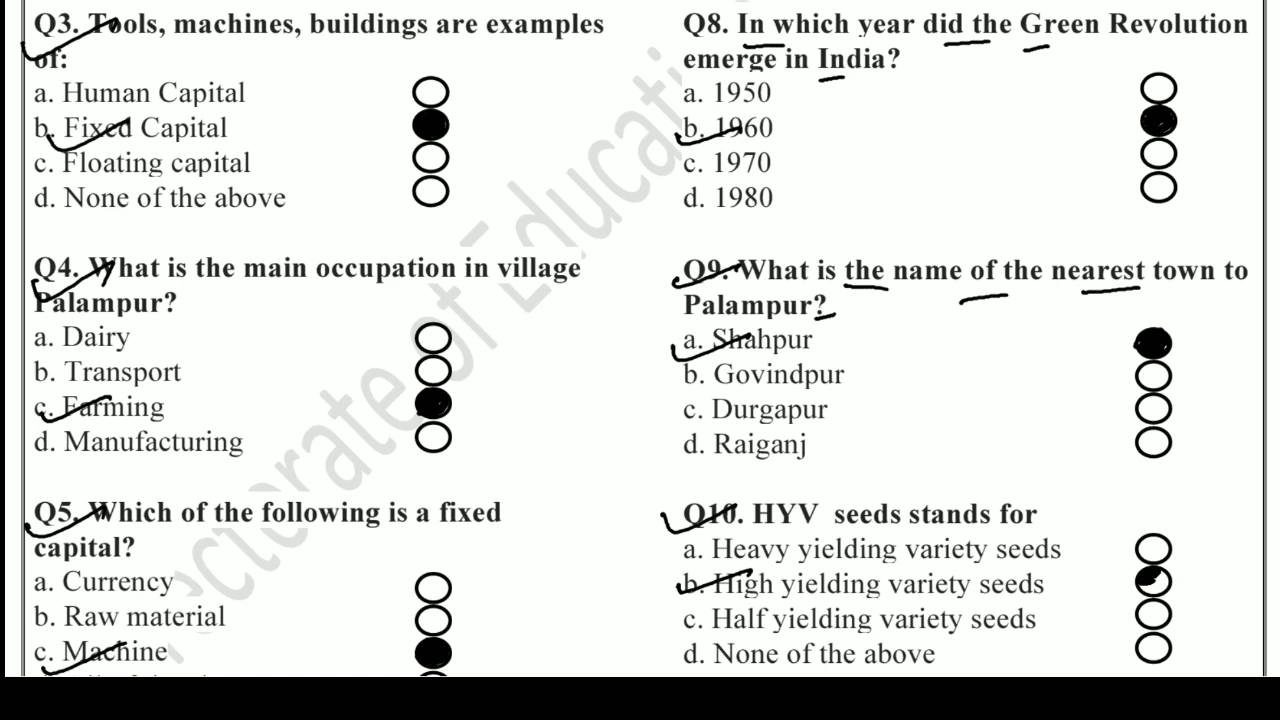 Q3. Tools, machines, buildings are examples
of:
a. Human Capital
b. Fixed Capital
c. Floating capital
d. None of the above
Q4. What is the main occupation in village
Palampur?
a. Dairy
b. Transport
c. Farming
d. Manufacturing
Q5. Which of the following is a fixed
capital?
a. Currency
b. Raw material
c. Machine
Q8. In which year did the Green Revolution
emerge in India?
a. 1950
b. 1960
c. 1970
d. 1980
Q9. What is the name of the nearest town to
Palampur?
a. Shahpur
b. Govindpur
c. Durgapur
d. Raiganj
Q10. HYV seeds stands for
a. Heavy yielding variety seeds
b. High yielding variety seeds
c. Half yielding variety seeds
d. None of the above
ectorate of Educati